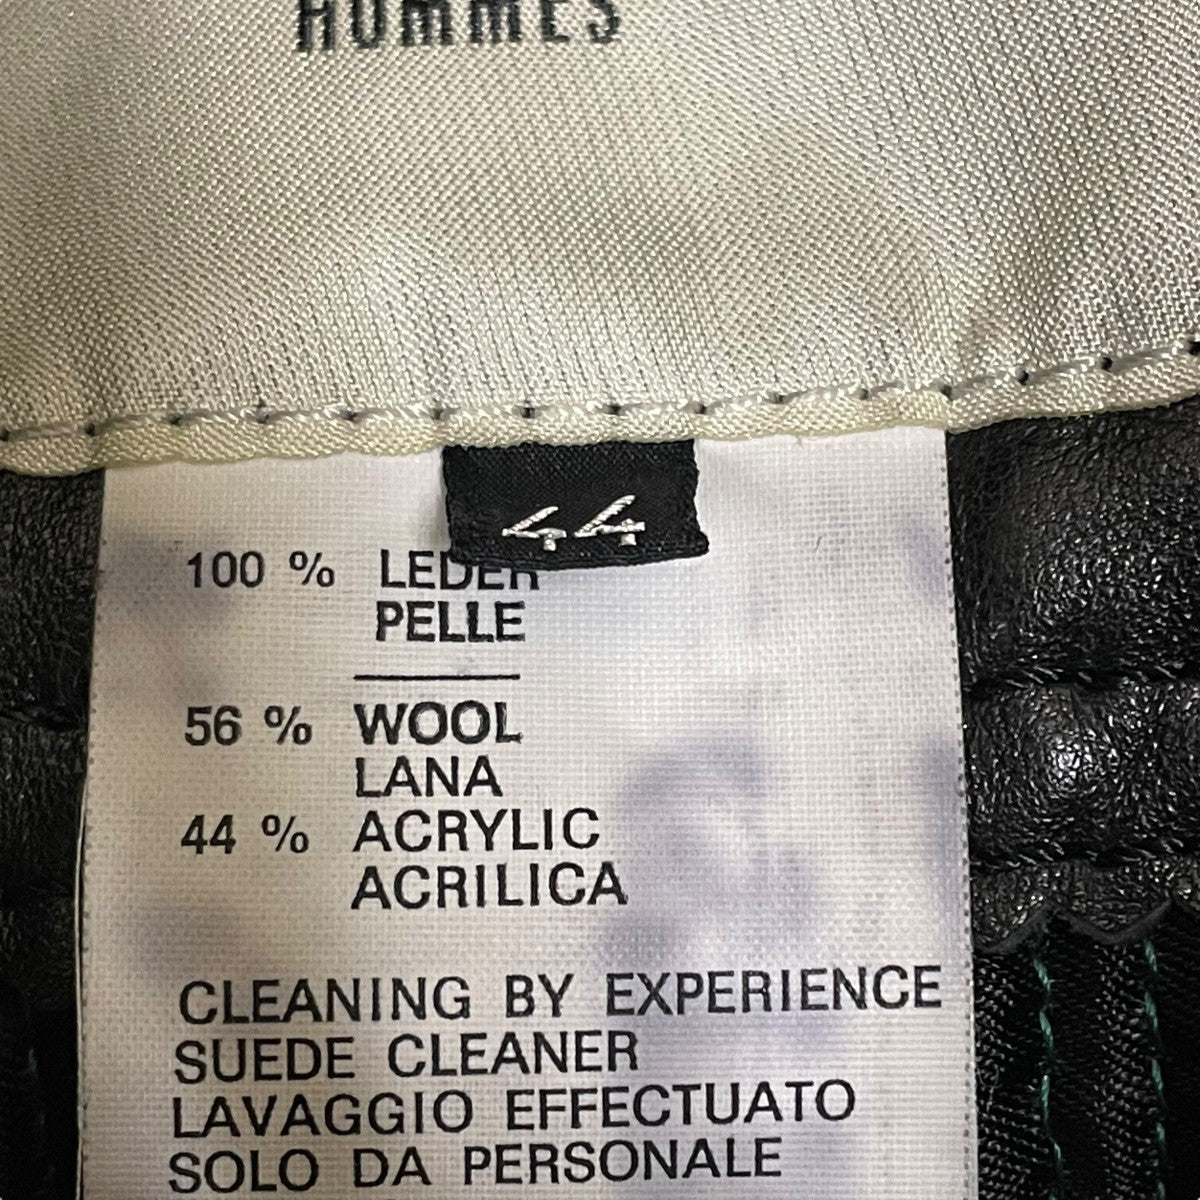 HOMMES
44
100 % LEDER
PELLE
56 % WOOL
LANA
44 % ACRYLIC
ACRILICA
CLEANING BY EXPERIENCE
SUEDE CLEANER
LAVAGGIO EFFECTUATO
SOLO DA PERSONALE